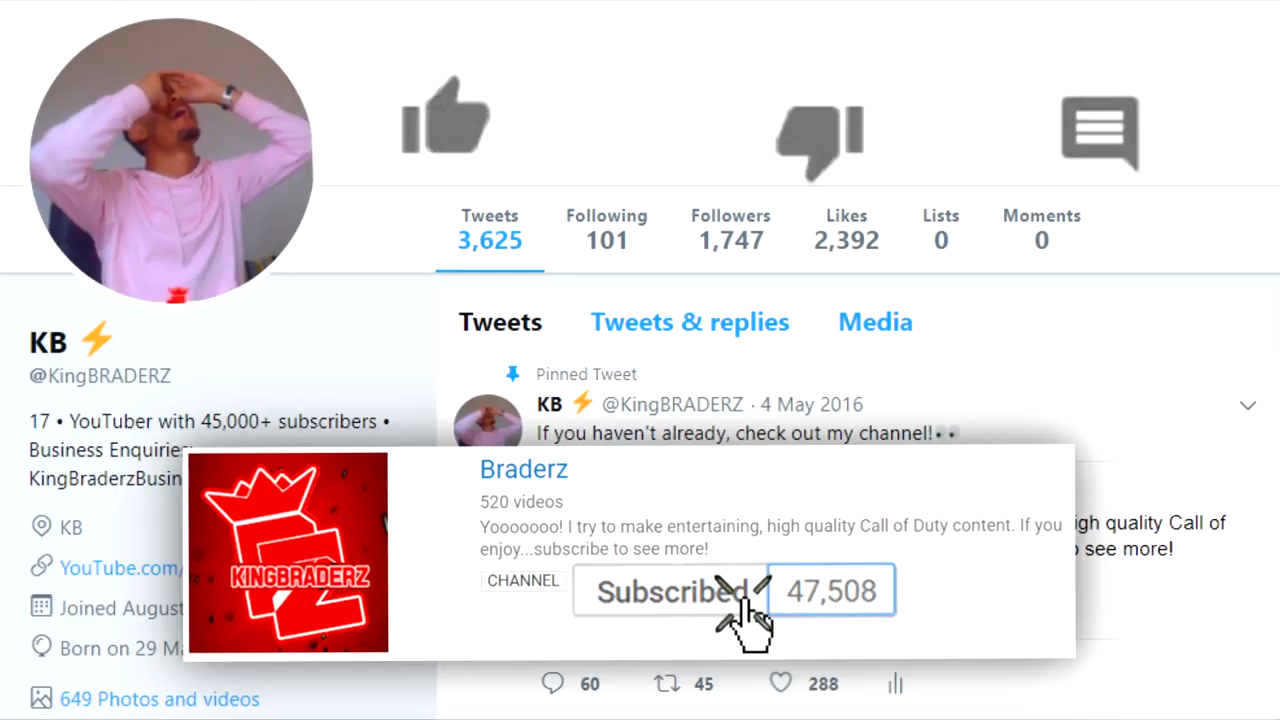 Tweets Following Followers Likes Lists Moments
3,625 101 1,747 2,392 0 0
KB ⚡
@KingBRADERZ
17 • YouTuber with 45,000+ subscribers •
Business Enquiries
KingBraderzBusin
KB
YouTube.com/
Joined August
Born on 29 Ma
649 Photos and videos
Tweets Tweets & replies Media
Pinned Tweet
KB ⚡ @KingBRADERZ · 4 May 2016
If you haven't already, check out my channel!👀
igh quality Call of
see more!
KINGBRADERZ
Braderz
520 videos
Yooooooo! I try to make entertaining, high quality Call of Duty content. If you
enjoy...subscribe to see more!
CHANNEL
Subscribed 47,508
60 45 288